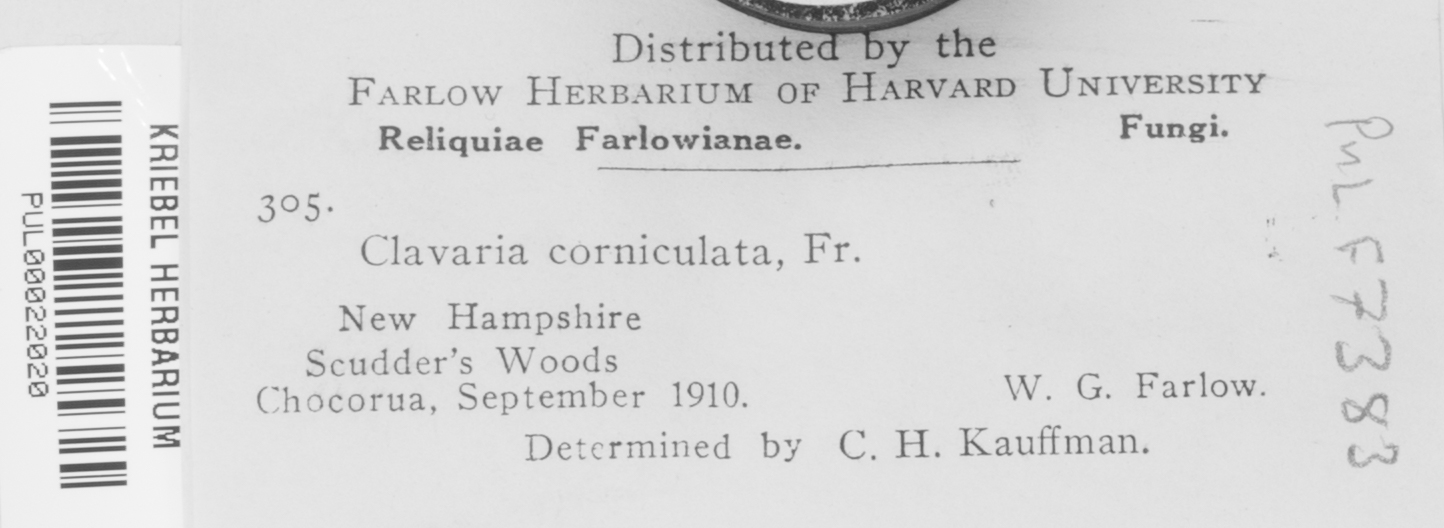 Distributed by the
FARLOW HERBARIUM OF HARVARD UNIVERSITY
Reliquiae Farlowianae. Fungi.
305.
Clavaria corniculata, Fr.
New Hampshire
Scudder's Woods
Chocorua, September 1910. W. G. Farlow.
Determined by C. H. Kauffman.
KRIEBEL HERBARIUM
PUL00022020
PUL F7383